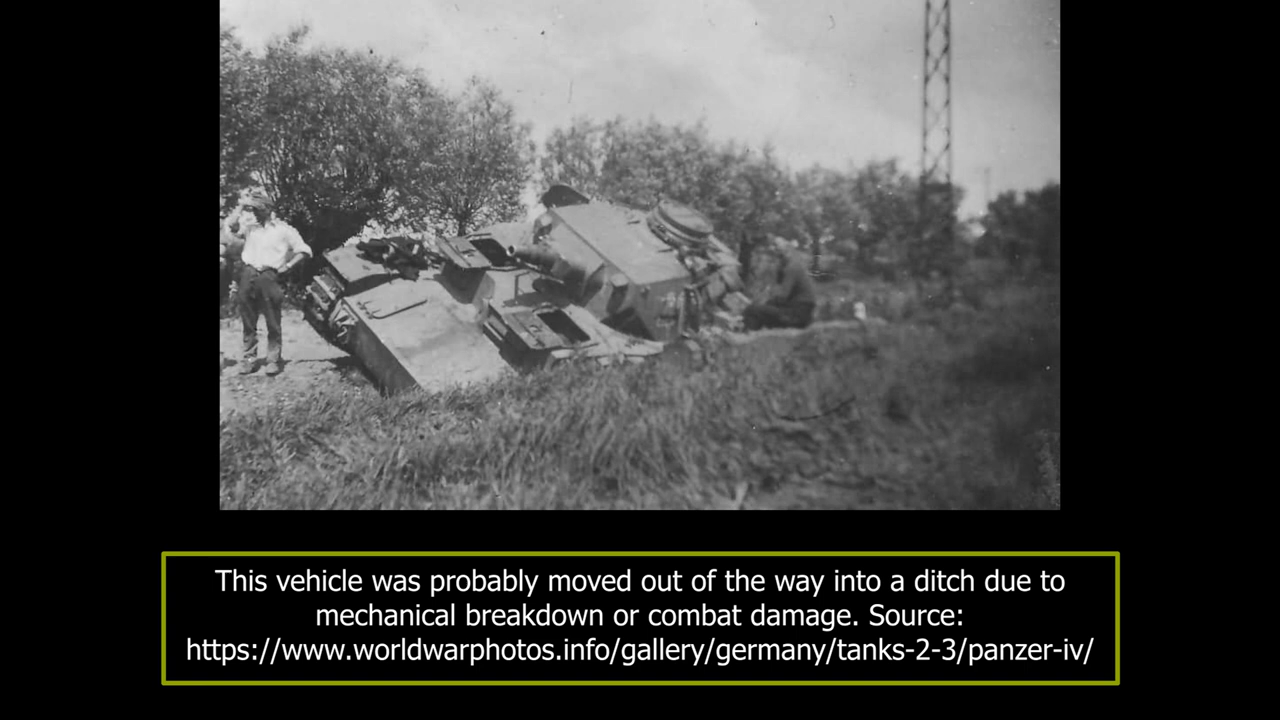 This vehicle was probably moved out of the way into a ditch due to
mechanical breakdown or combat damage. Source:
https://www.worldwarphotos.info/gallery/germany/tanks-2-3/panzer-iv/